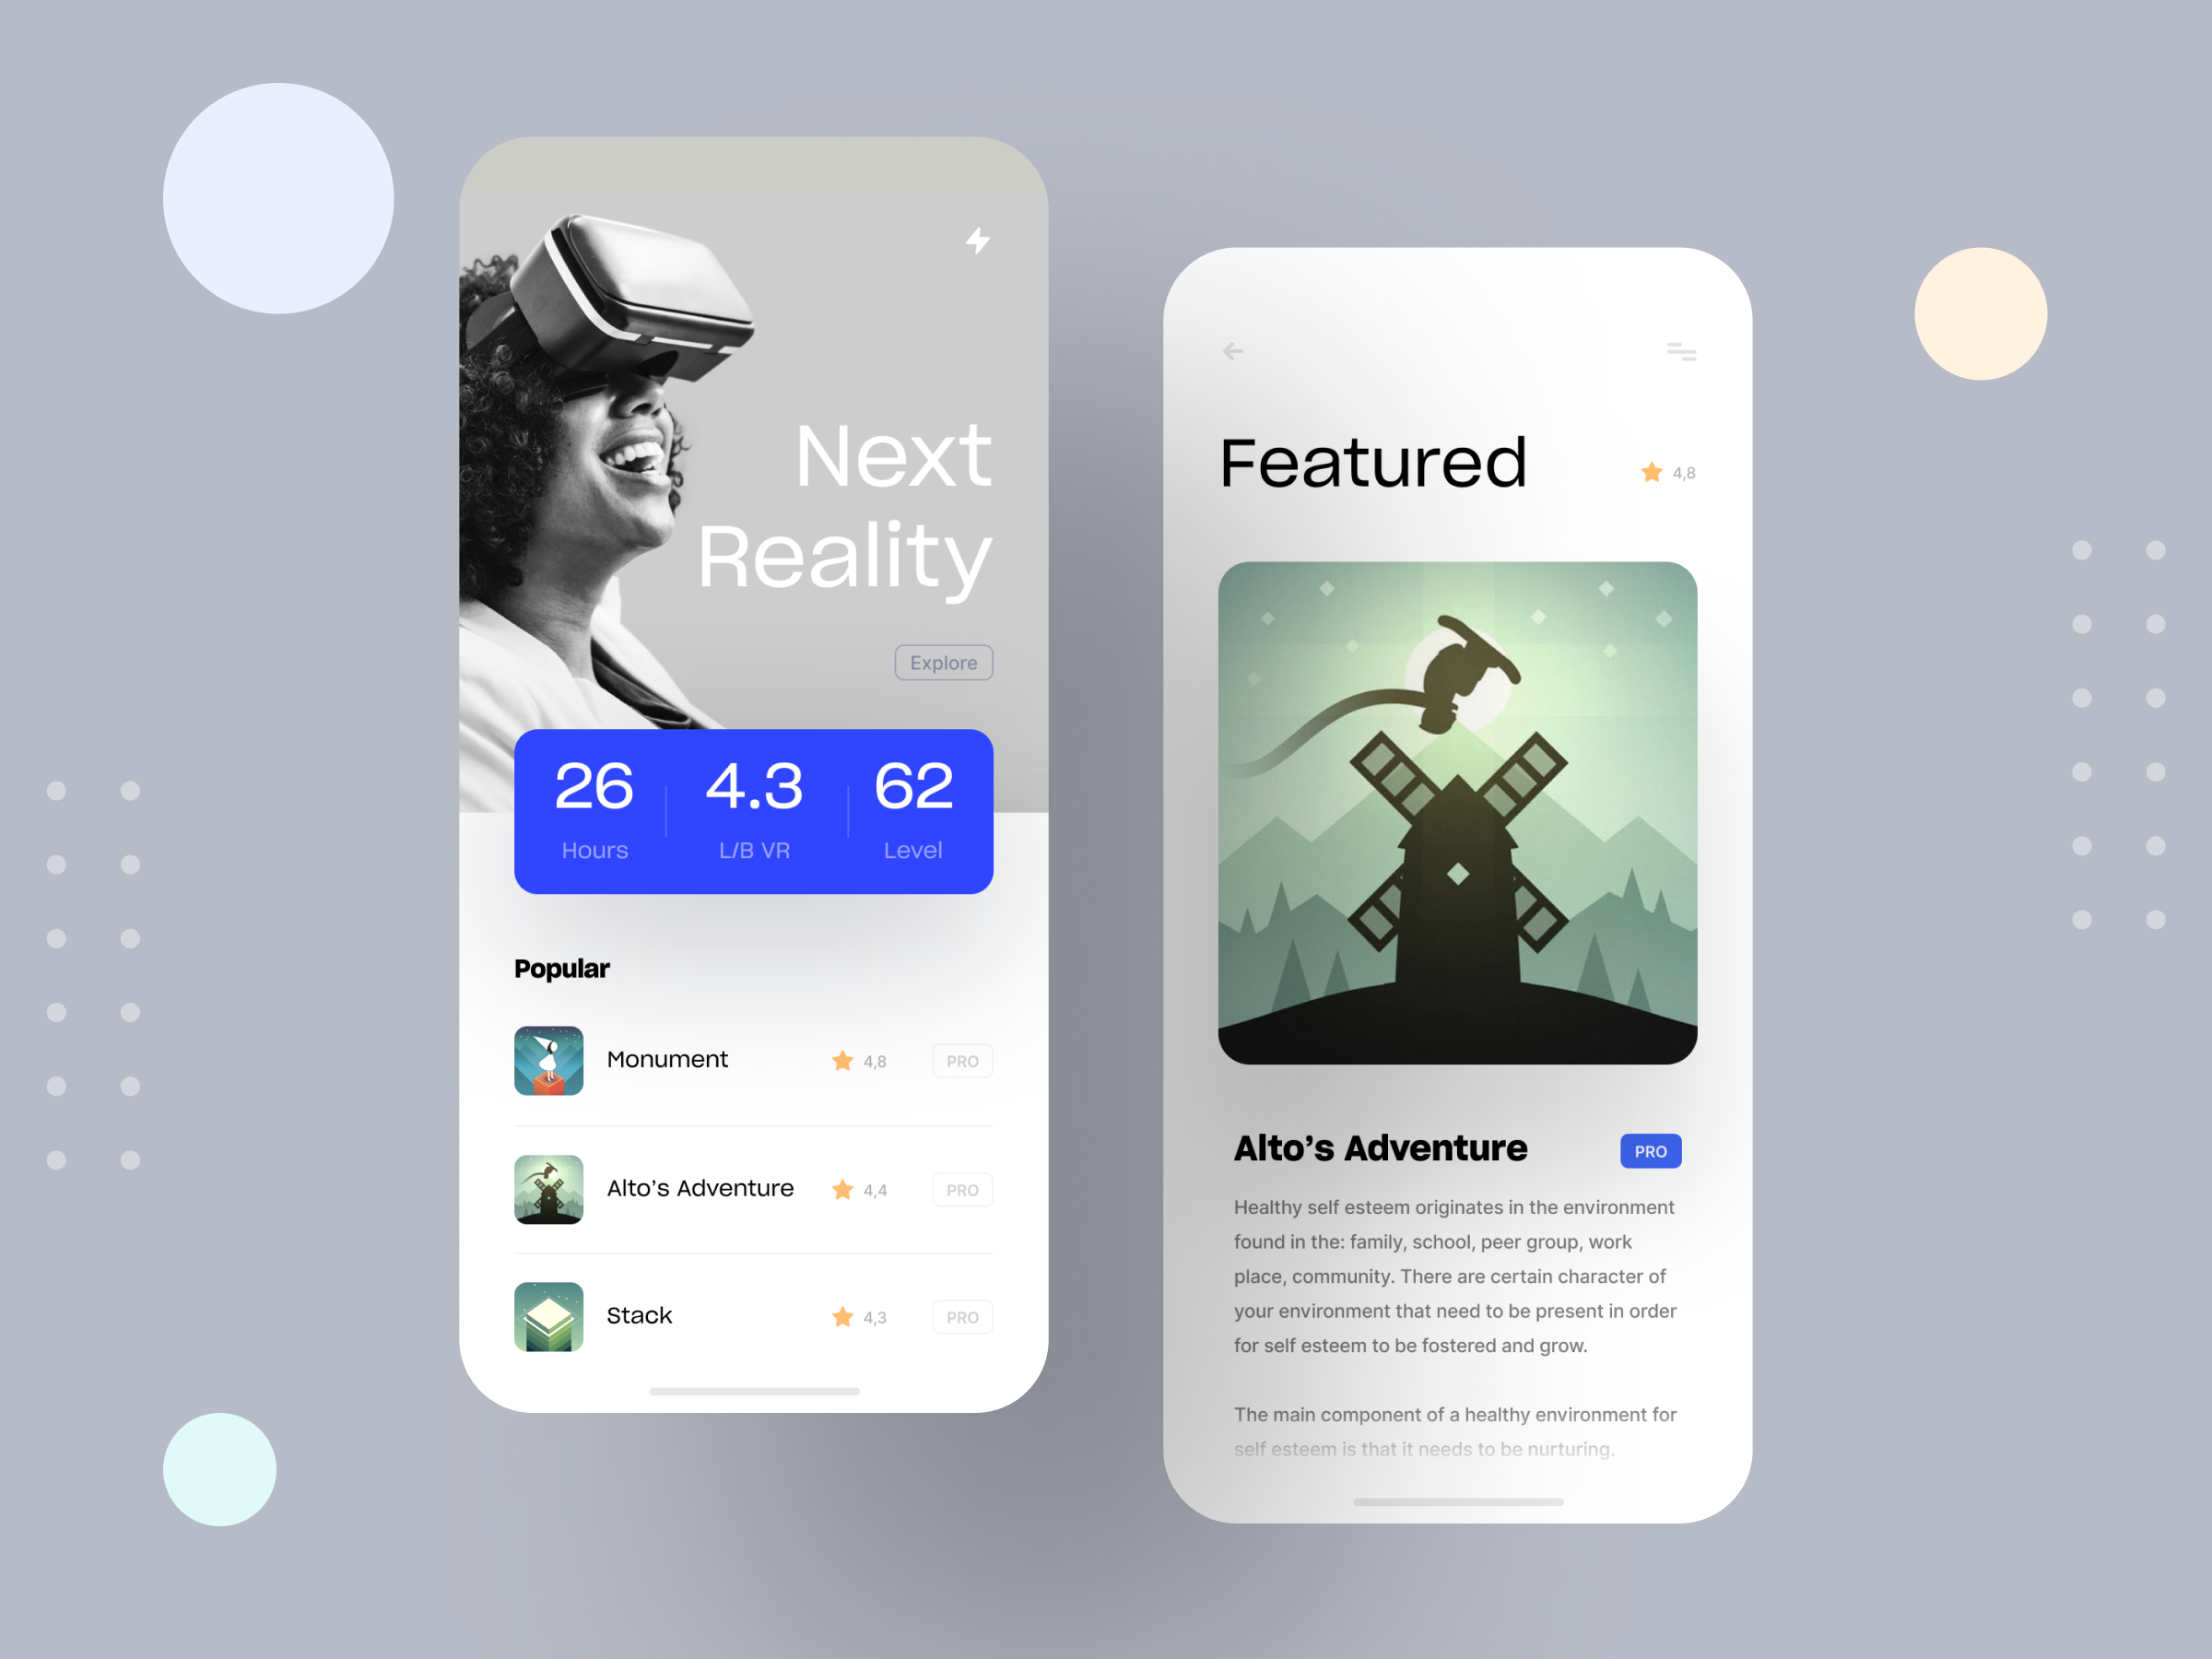 Next
Reality
Explore
26 4.3 62
Hours L/B VR Level
Popular
Monument 4,8 PRO
Alto's Adventure 4,4 PRO
Stack 4,3 PRO
Featured 4,8
Alto's Adventure PRO
Healthy self esteem originates in the environment
found in the: family, school, peer group, work
place, community. There are certain character of
your environment that need to be present in order
for self esteem to be fostered and grow.
The main component of a healthy environment for
self esteem is that it needs to be nurturing.